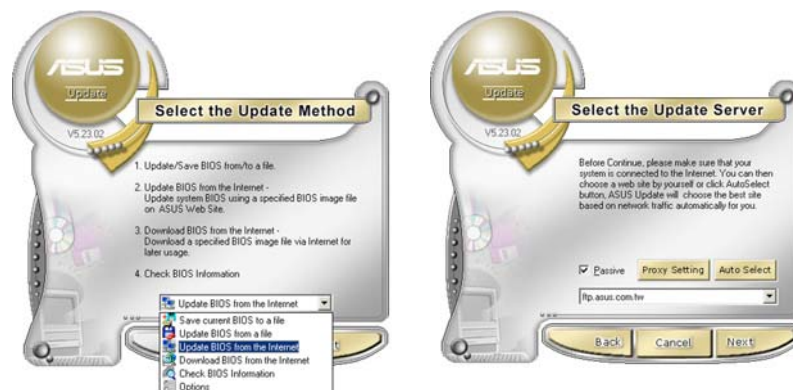 ASUS
Update
V5.23.02
Select the Update Method
1. Update/Save BIOS from/to a file.
2. Update BIOS from the Internet -
Update system BIOS using a specified BIOS image file
on ASUS Web Site.
3. Download BIOS from the Internet -
Download a specified BIOS image file via Internet for
later usage.
4. Check BIOS Information
Update BIOS from the Internet
Save current BIOS to a file
Update BIOS from a file
Update BIOS from the Internet
Download BIOS from the Internet
Check BIOS Information
Options
ASUS
Update
V5.23.02
Select the Update Server
Before Continue, please make sure that your
system is connected to the Internet. You can then
choose a web site by yourself or click AutoSelect
button, ASUS Update will choose the best site
based on network traffic automatically for you.
Passive Proxy Setting Auto Select
ftp.asus.com.tw
Back Cancel Next